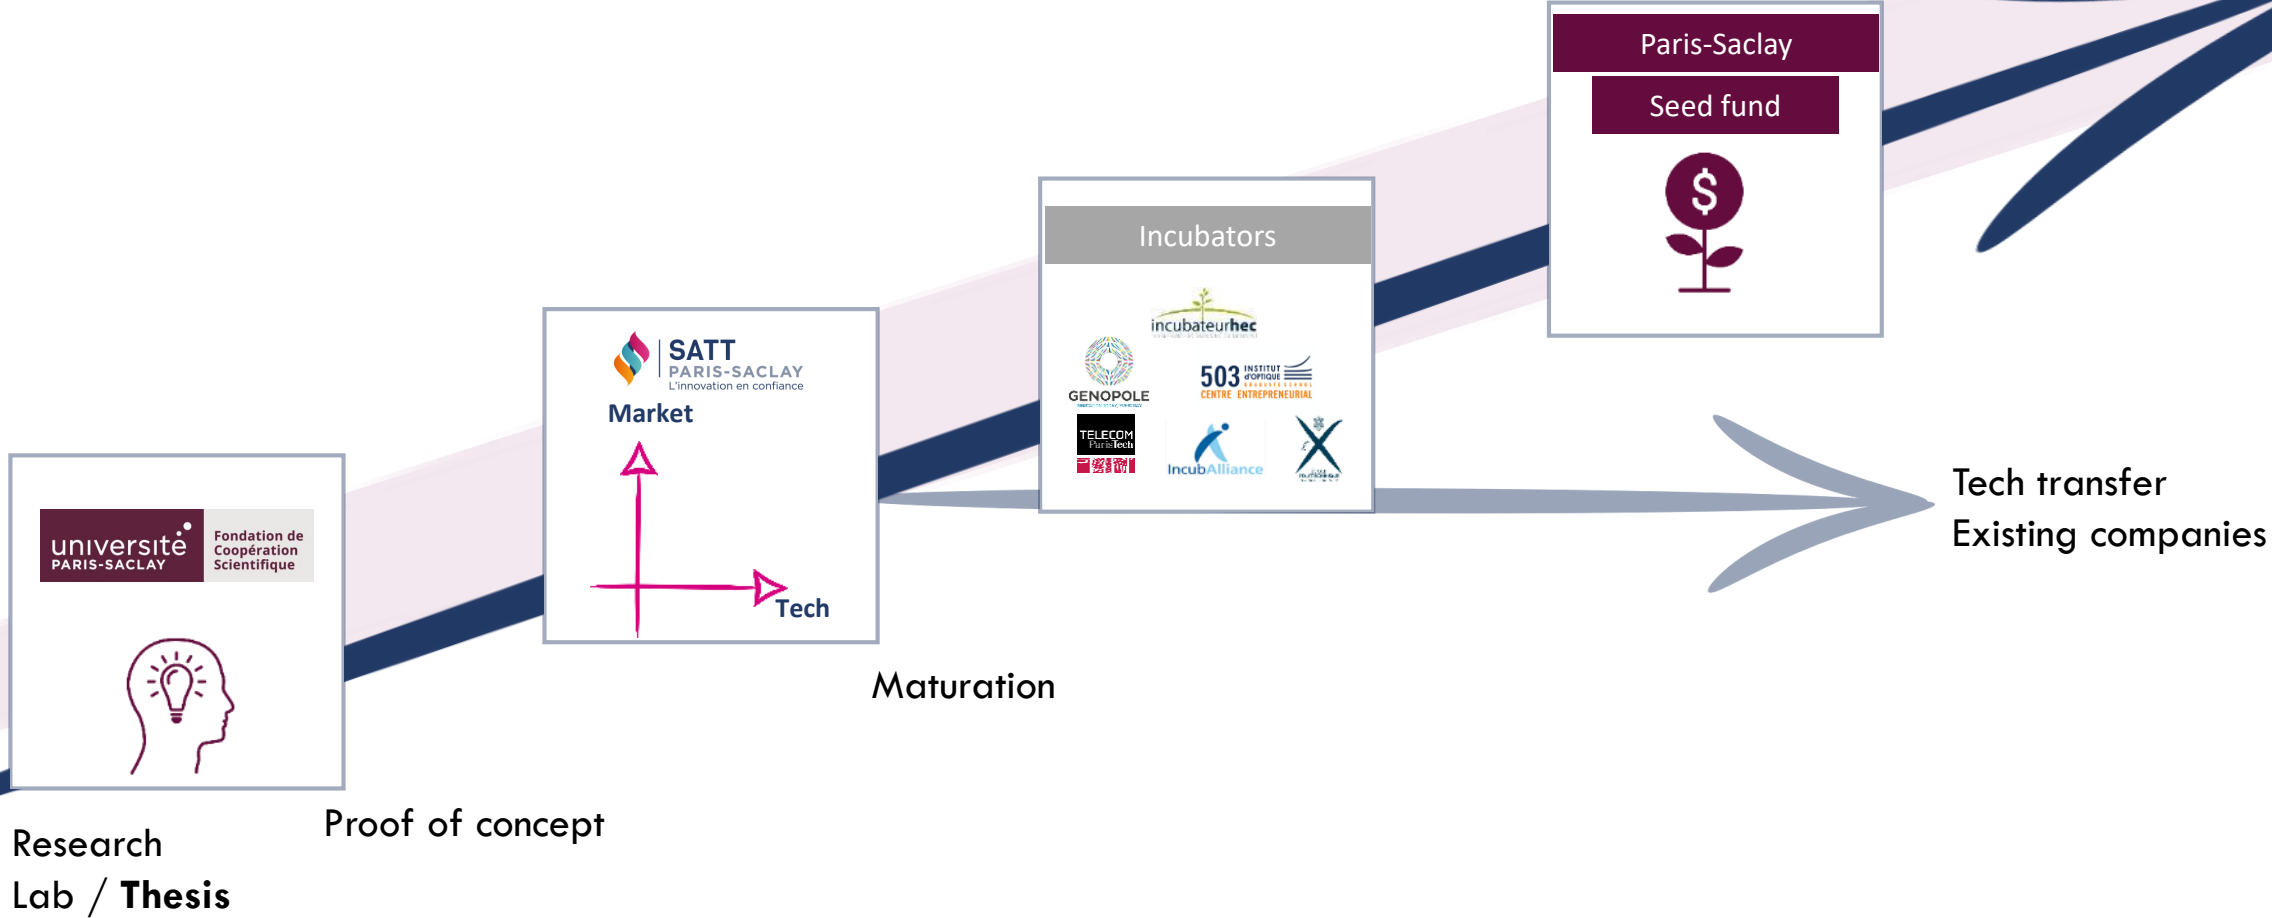 Paris-Saclay
Seed fund
$
Incubators
incubateurhec
GENOPOLE
503 INSTITUT
d'OPTIQUE
GRADUATE SCHOOL
CENTRE ENTREPRENEURIAL
TELECOM
ParisTech
IncubAlliance
SATT
PARIS-SACLAY
L'innovation en confiance
Market
Tech
université
PARIS-SACLAY
Fondation de
Coopération
Scientifique
Tech transfer
Existing companies
Maturation
Proof of concept
Research
Lab / Thesis